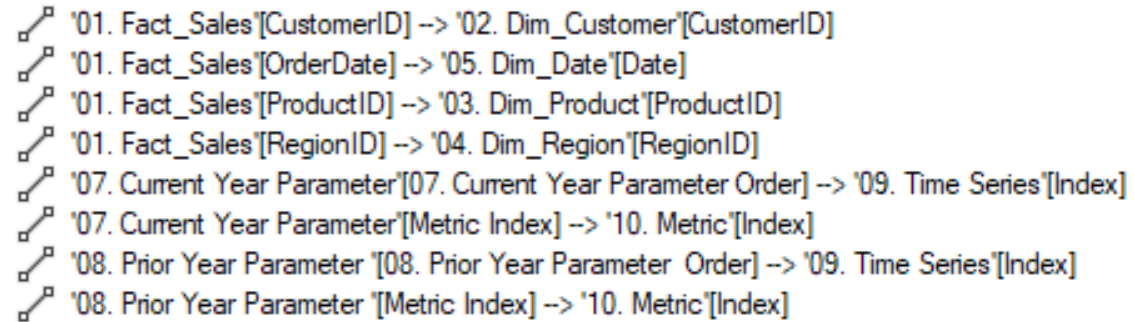 '01. Fact_Sales'[CustomerID] --> '02. Dim_Customer'[CustomerID]
'01. Fact_Sales'[OrderDate] --> '05. Dim_Date'[Date]
'01. Fact_Sales'[ProductID] --> '03. Dim_Product'[ProductID]
'01. Fact_Sales'[RegionID] --> '04. Dim_Region'[RegionID]
'07. Current Year Parameter'[07. Current Year Parameter Order] --> '09. Time Series'[Index]
'07. Current Year Parameter'[Metric Index] --> '10. Metric'[Index]
'08. Prior Year Parameter '[08. Prior Year Parameter  Order] --> '09. Time Series'[Index]
'08. Prior Year Parameter '[Metric Index] --> '10. Metric'[Index]